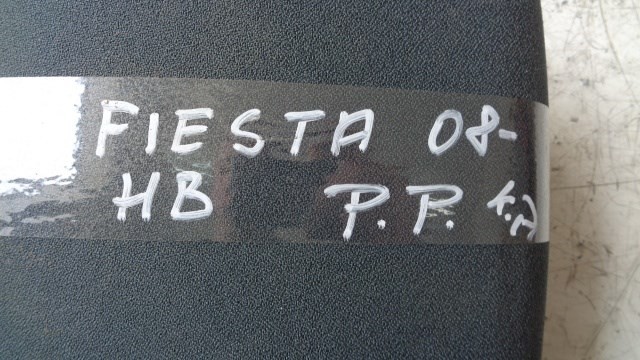 FIESTA 08-
HB P.P.